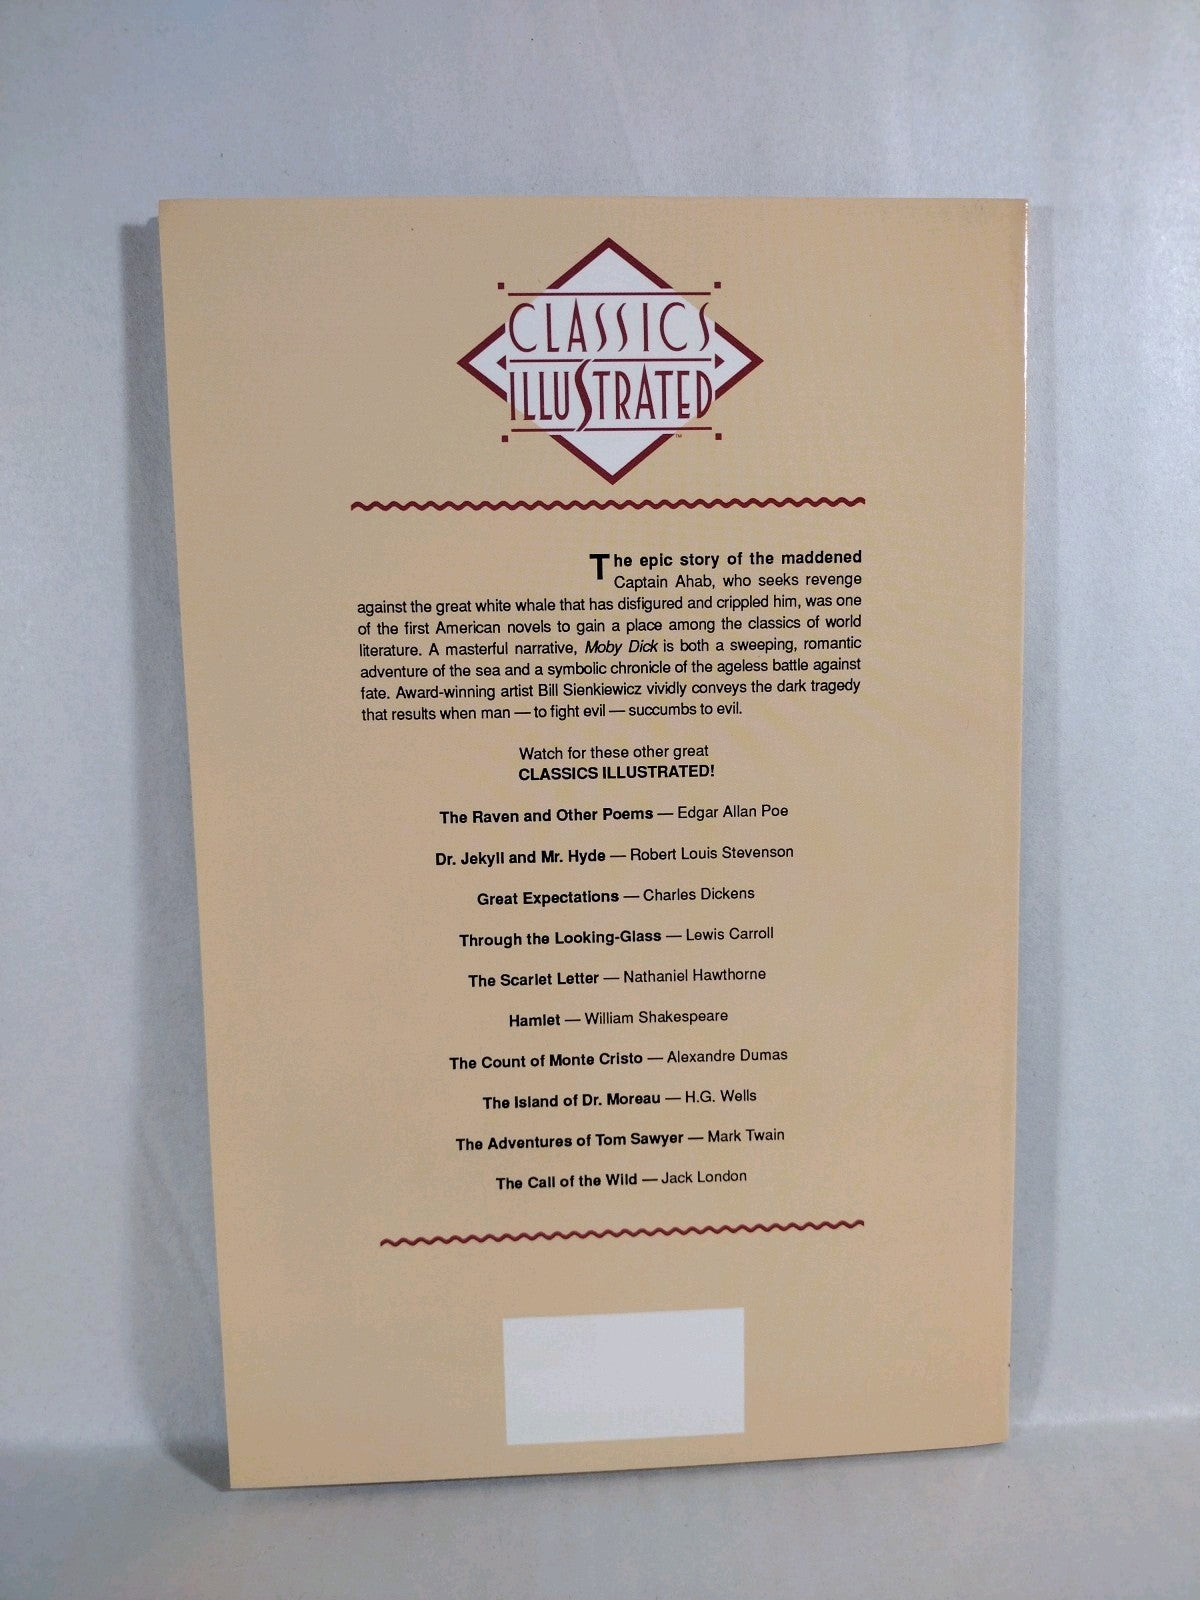 CLASSICS
ILLUSTRATED™
The epic story of the maddened
Captain Ahab, who seeks revenge
against the great white whale that has disfigured and crippled him, was one
of the first American novels to gain a place among the classics of world
literature. A masterful narrative, Moby Dick is both a sweeping, romantic
adventure of the sea and a symbolic chronicle of the ageless battle against
fate. Award-winning artist Bill Sienkiewicz vividly conveys the dark tragedy
that results when man — to fight evil — succumbs to evil.
Watch for these other great
CLASSICS ILLUSTRATED!
The Raven and Other Poems — Edgar Allan Poe
Dr. Jekyll and Mr. Hyde — Robert Louis Stevenson
Great Expectations — Charles Dickens
Through the Looking-Glass — Lewis Carroll
The Scarlet Letter — Nathaniel Hawthorne
Hamlet — William Shakespeare
The Count of Monte Cristo — Alexandre Dumas
The Island of Dr. Moreau — H.G. Wells
The Adventures of Tom Sawyer — Mark Twain
The Call of the Wild — Jack London